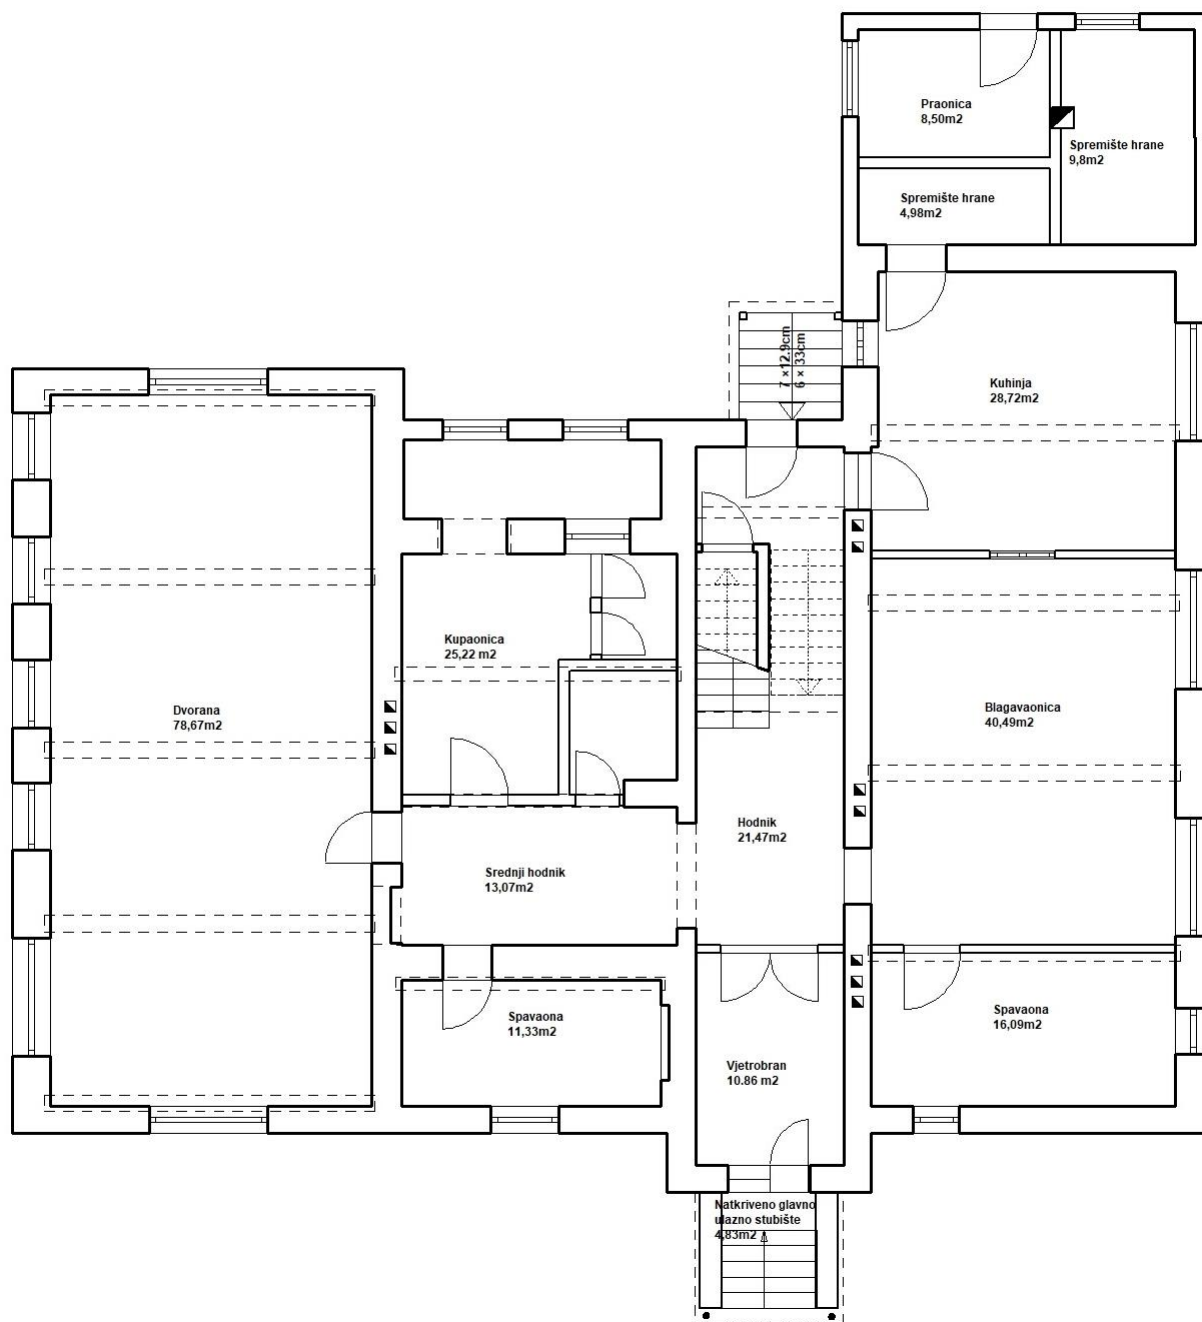 Praonica
8,50m2
Spremište hrane
9,8m2
Spremište hrane
4,98m2
7 ×12.9cm
6 × 33cm
Kuhinja
28,72m2
Kupaonica
25,22 m2
Dvorana
78,67m2
Blagavaonica
40,49m2
Hodnik
21,47m2
Srednji hodnik
13,07m2
Spavaona
11,33m2
Spavaona
16,09m2
Vjetrobran
10.86 m2
Natkriveno glavno
ulazno stubište
4,83m2